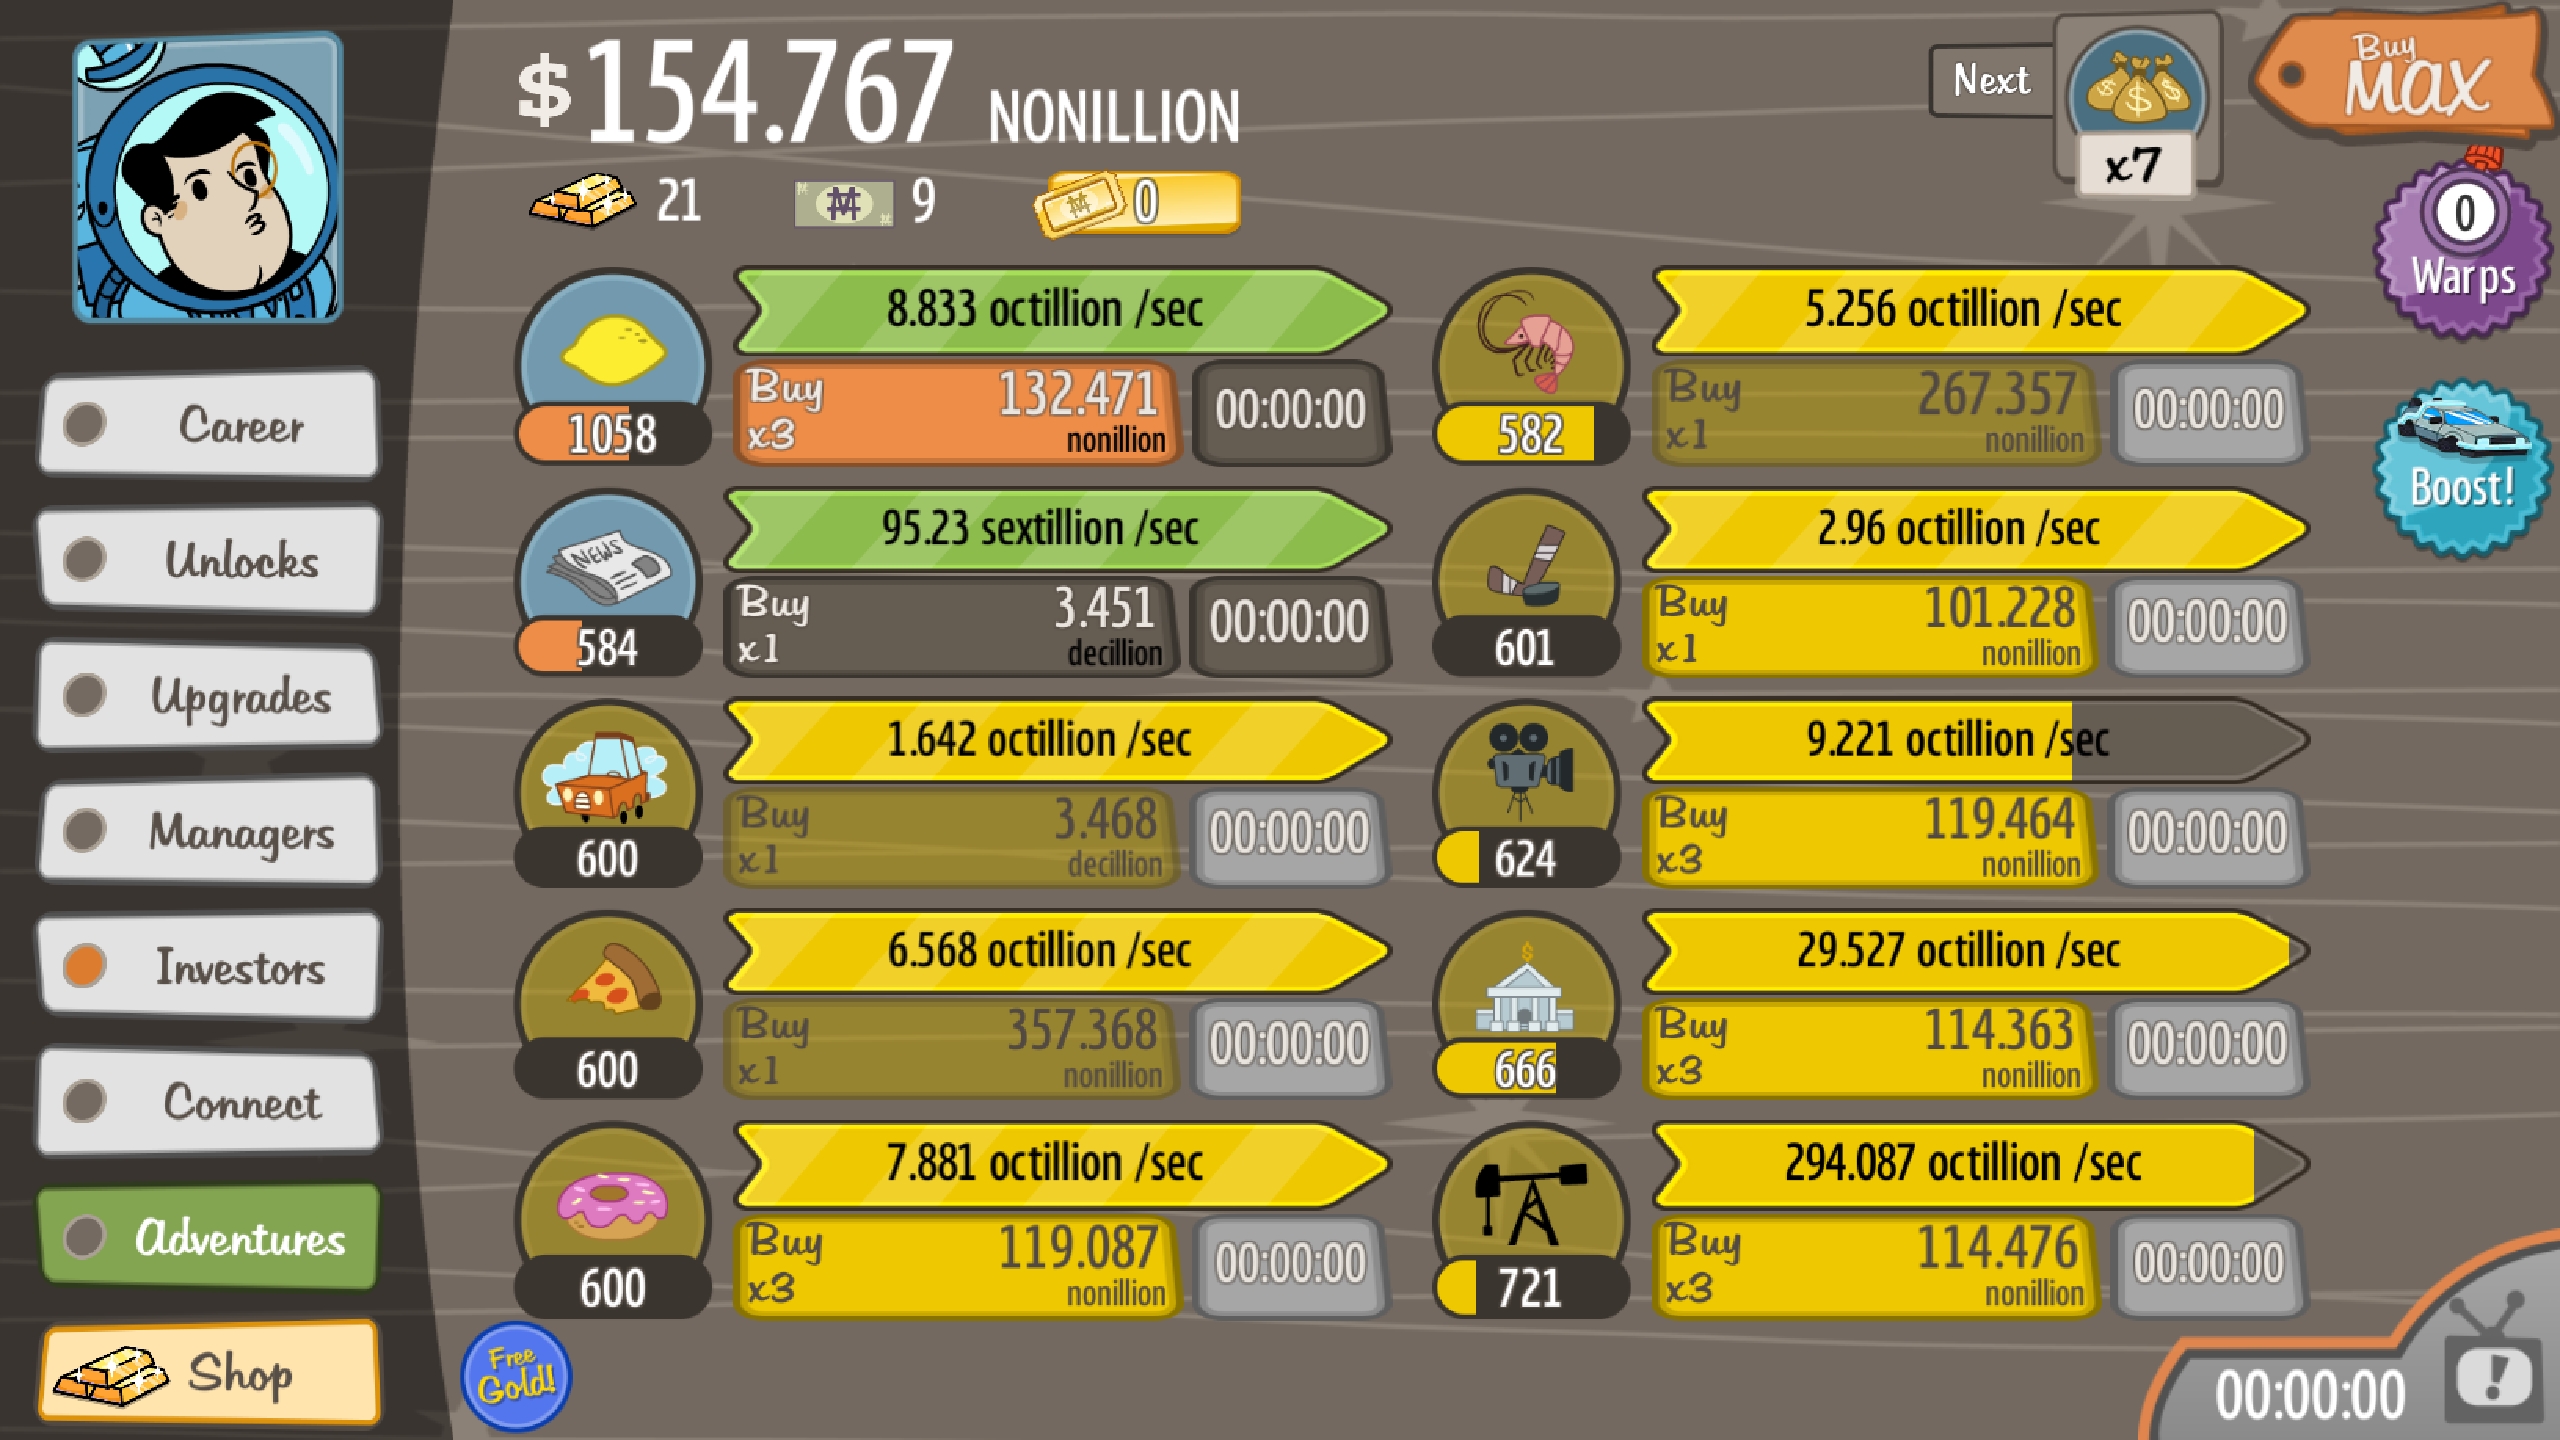 $154.767 NONILLION
Next
x7
Buy
MAX
21
9
0
0
Warps
Boost!
Career
Unlocks
Upgrades
Managers
Investors
Connect
Adventures
Shop
8.833 octillion /sec
1058
Buy
x3
132.471
nonillion
00:00:00
5.256 octillion /sec
582
Buy
x1
267.357
nonillion
00:00:00
NEWS
95.23 sextillion /sec
584
Buy
x1
3.451
decillion
00:00:00
2.96 octillion /sec
601
Buy
x1
101.228
nonillion
00:00:00
1.642 octillion /sec
600
Buy
x1
3.468
decillion
00:00:00
9.221 octillion /sec
624
Buy
x3
119.464
nonillion
00:00:00
6.568 octillion /sec
600
Buy
x1
357.368
nonillion
00:00:00
29.527 octillion /sec
666
Buy
x3
114.363
nonillion
00:00:00
7.881 octillion /sec
600
Buy
x3
119.087
nonillion
00:00:00
294.087 octillion /sec
721
Buy
x3
114.476
nonillion
00:00:00
Free
Gold!
00:00:00
!